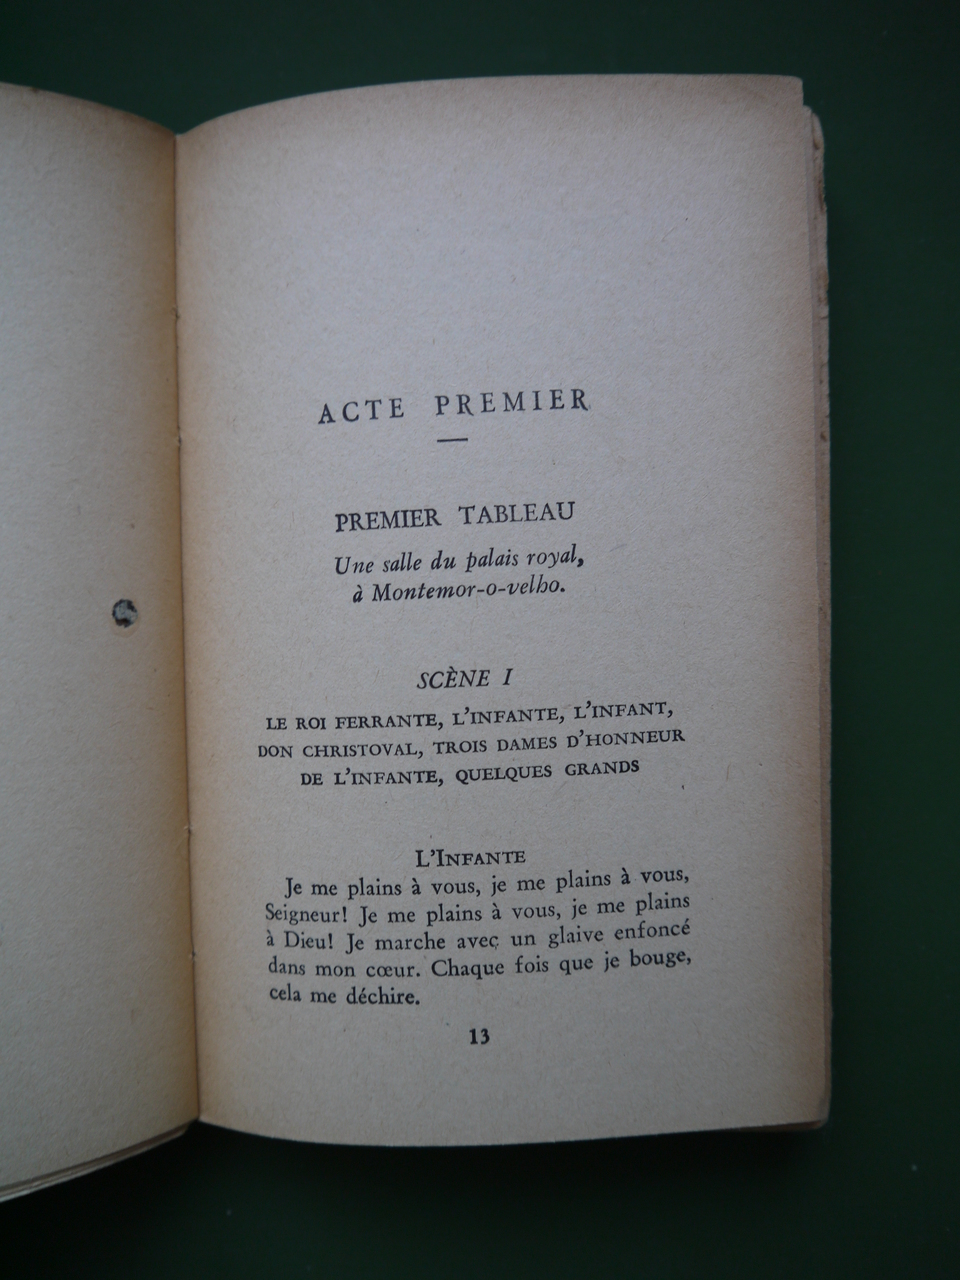 ACTE PREMIER
PREMIER TABLEAU
Une salle du palais royal,
à Montemor-o-velho.
SCÈNE I
LE ROI FERRANTE, L'INFANTE, L'INFANT,
DON CHRISTOVAL, TROIS DAMES D'HONNEUR
DE L'INFANTE, QUELQUES GRANDS
L'INFANTE
Je me plains à vous, je me plains à vous,
Seigneur! Je me plains à vous, je me plains
à Dieu! Je marche avec un glaive enfoncé
dans mon cœur. Chaque fois que je bouge,
cela me déchire.
13